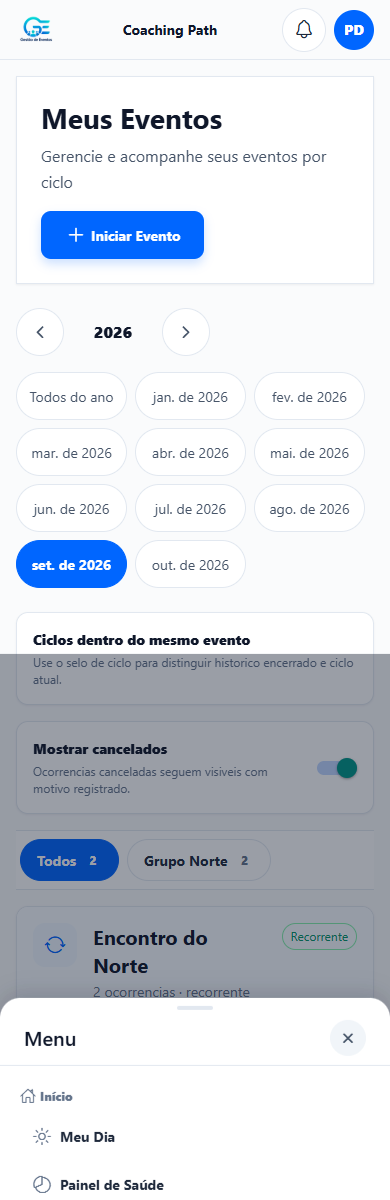 GE
Gestão de Eventos
Coaching Path
PD
Meus Eventos
Gerencie e acompanhe seus eventos por
ciclo
Iniciar Evento
2026
Todos do ano
jan. de 2026
fev. de 2026
mar. de 2026
abr. de 2026
mai. de 2026
jun. de 2026
jul. de 2026
ago. de 2026
set. de 2026
out. de 2026
Ciclos dentro do mesmo evento
Use o selo de ciclo para distinguir historico encerrado e ciclo
atual.
Mostrar cancelados
Ocorrencias canceladas seguem visiveis com
motivo registrado.
Todos 2
Grupo Norte 2
Encontro do
Norte
Recorrente
2 ocorrencias · recorrente
Menu
Início
Meu Dia
Painel de Saúde